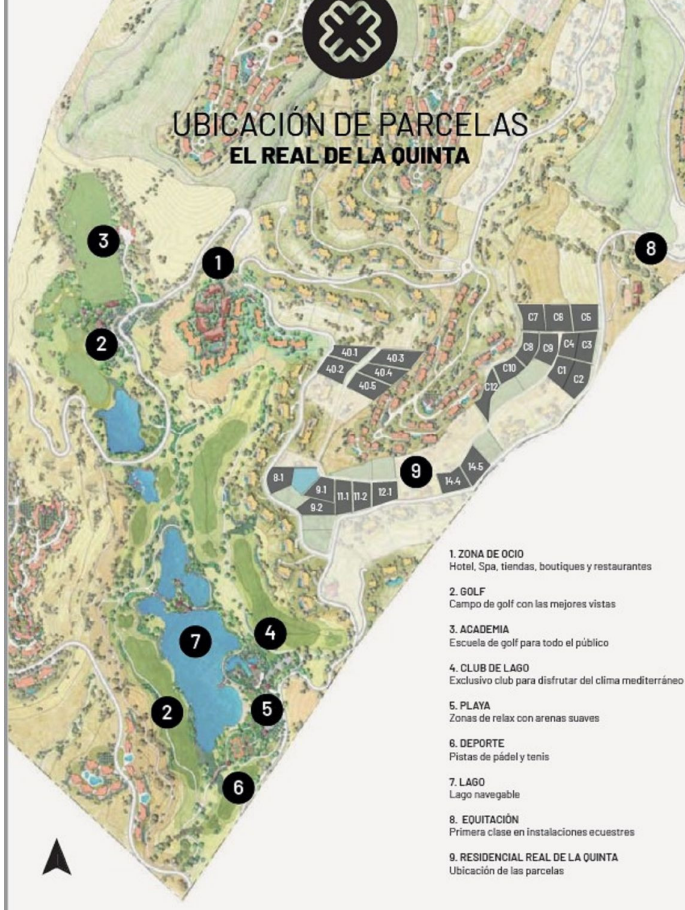 UBICACIÓN DE PARCELAS
EL REAL DE LA QUINTA
3
1
8
2
C7 C6 C5
C8 C9 C4 C3
C10 C1 C2
C12
40.1 40.3
40.2 40.4
40.5
9
8.1
9.1 11.1 11.2 12.1
9.2
14.4 14.5
1. ZONA DE OCIO
Hotel, Spa, tiendas, boutiques y restaurantes
2. GOLF
Campo de golf con las mejores vistas
3. ACADEMIA
Escuela de golf para todo el público
4. CLUB DE LAGO
Exclusivo club para disfrutar del clima mediterráneo
5. PLAYA
Zonas de relax con arenas suaves
6. DEPORTE
Pistas de pádel y tenis
7. LAGO
Lago navegable
8. EQUITACIÓN
Primera clase en instalaciones ecuestres
9. RESIDENCIAL REAL DE LA QUINTA
Ubicación de las parcelas
7
4
2
5
6